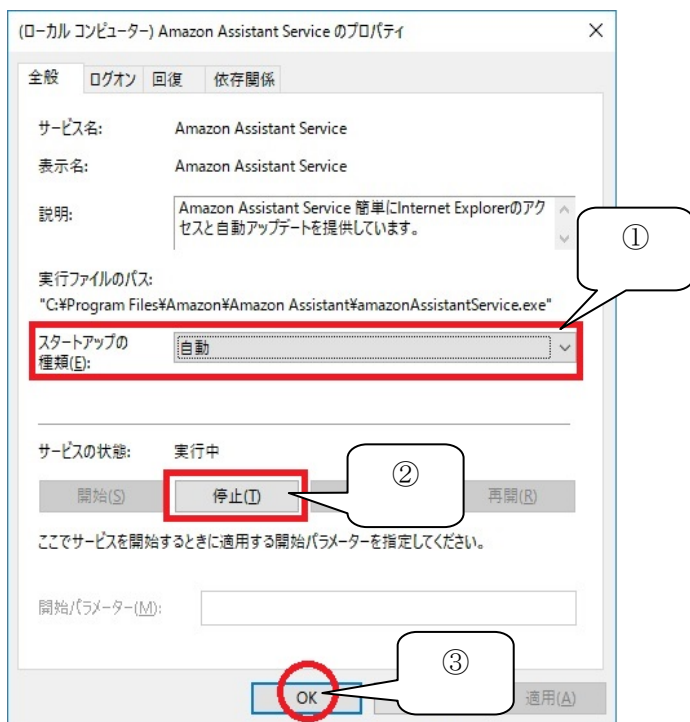 (ローカル コンピューター) Amazon Assistant Service のプロパティ
全般 ログオン 回復 依存関係
サービス名: Amazon Assistant Service
表示名: Amazon Assistant Service
説明: Amazon Assistant Service 簡単にInternet Explorerのアク
セスと自動アップデートを提供しています。
①
実行ファイルのパス:
"C:¥Program Files¥Amazon¥Amazon Assistant¥amazonAssistantService.exe"
スタートアップの
種類(E): 自動
サービスの状態: 実行中
②
開始(S) 停止(T) 再開(R)
ここでサービスを開始するときに適用する開始パラメーターを指定してください。
開始パラメーター(M):
③
OK 適用(A)